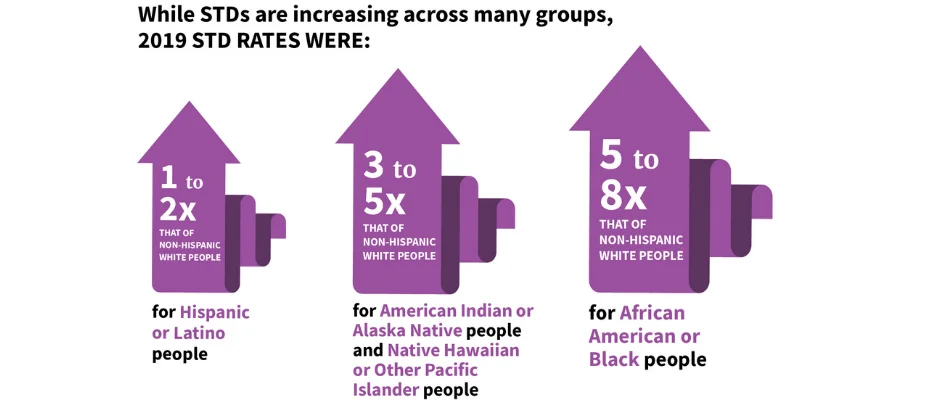 While STDs are increasing across many groups,
2019 STD RATES WERE:
1 to
2x
THAT OF
NON-HISPANIC
WHITE PEOPLE
for Hispanic
or Latino
people
3 to
5x
THAT OF
NON-HISPANIC
WHITE PEOPLE
for American Indian or
Alaska Native people
and Native Hawaiian
or Other Pacific
Islander people
5 to
8x
THAT OF
NON-HISPANIC
WHITE PEOPLE
for African
American or
Black people